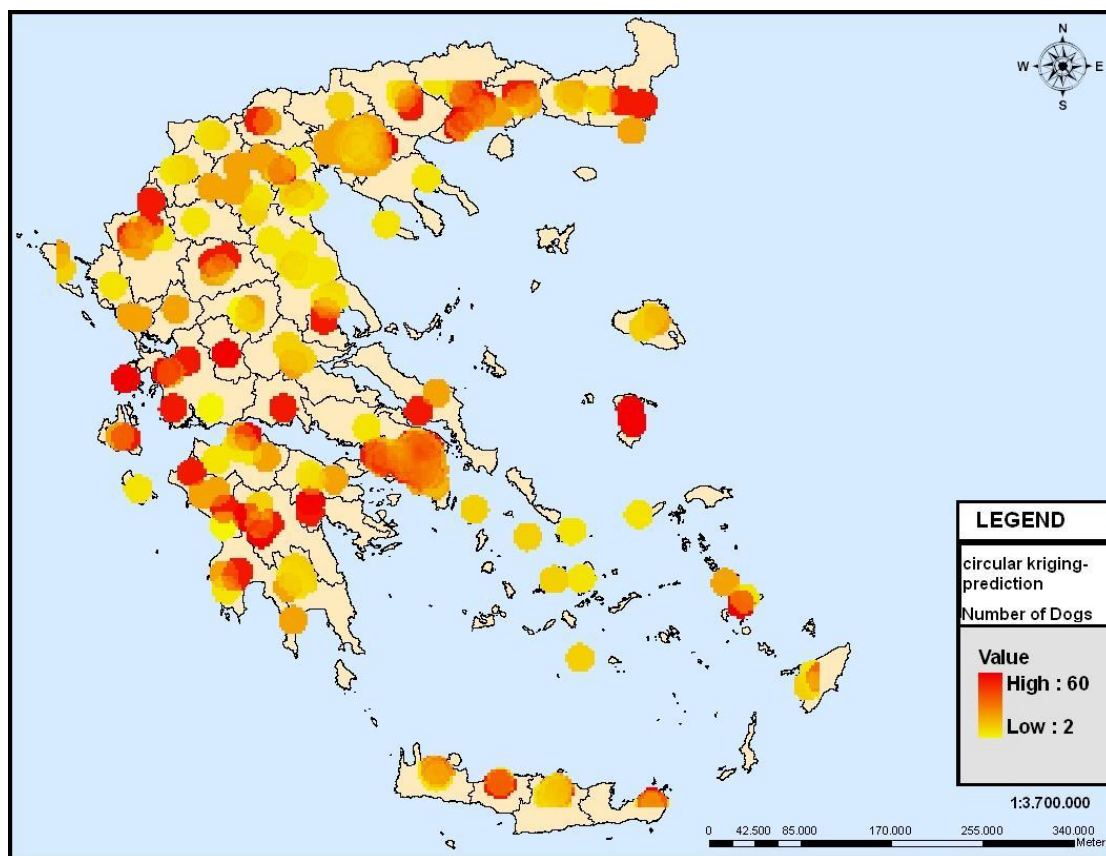 N
W E
S
LEGEND
circular kriging-
prediction
Number of Dogs
Value
High : 60
Low : 2
1:3.700.000
0 42.500 85.000 170.000 255.000 340.000
Meter